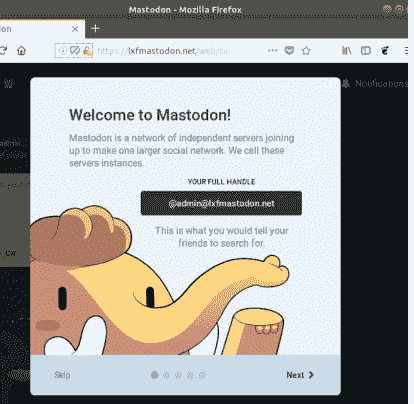 Mastodon - Mozilla Firefox
don
https://lxfmastodon.net/web/
Notifications
Welcome to Mastodon!
Mastodon is a network of independent servers joining
up to make one larger social network. We call these
servers instances.
YOUR FULL HANDLE
@admin@lxfmastodon.net
This is what you would tell your
friends to search for.
Skip
Next